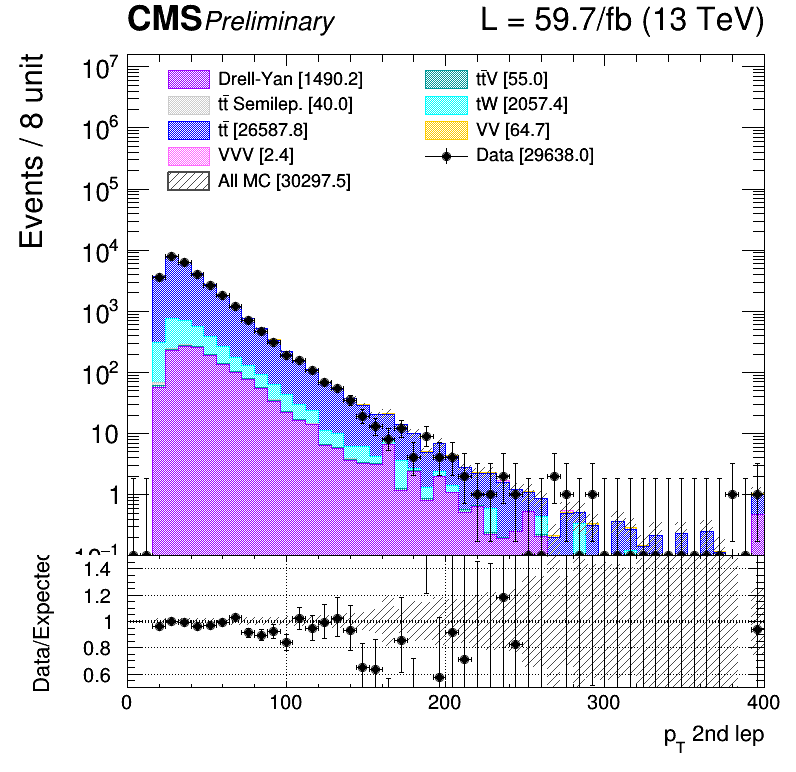 CMS Preliminary L = 59.7/fb (13 TeV)
Events / 8 unit
10⁷
10⁶
10⁵
10⁴
10³
10²
10
1
10⁻¹
Drell-Yan [1490.2]
tt̄ Semilep. [40.0]
tt̄ [26587.8]
VVV [2.4]
All MC [30297.5]
tt̄V [55.0]
tW [2057.4]
VV [64.7]
Data [29638.0]
Data/Expected
1.4
1.2
1
0.8
0.6
0 100 200 300 400
p_T 2nd lep